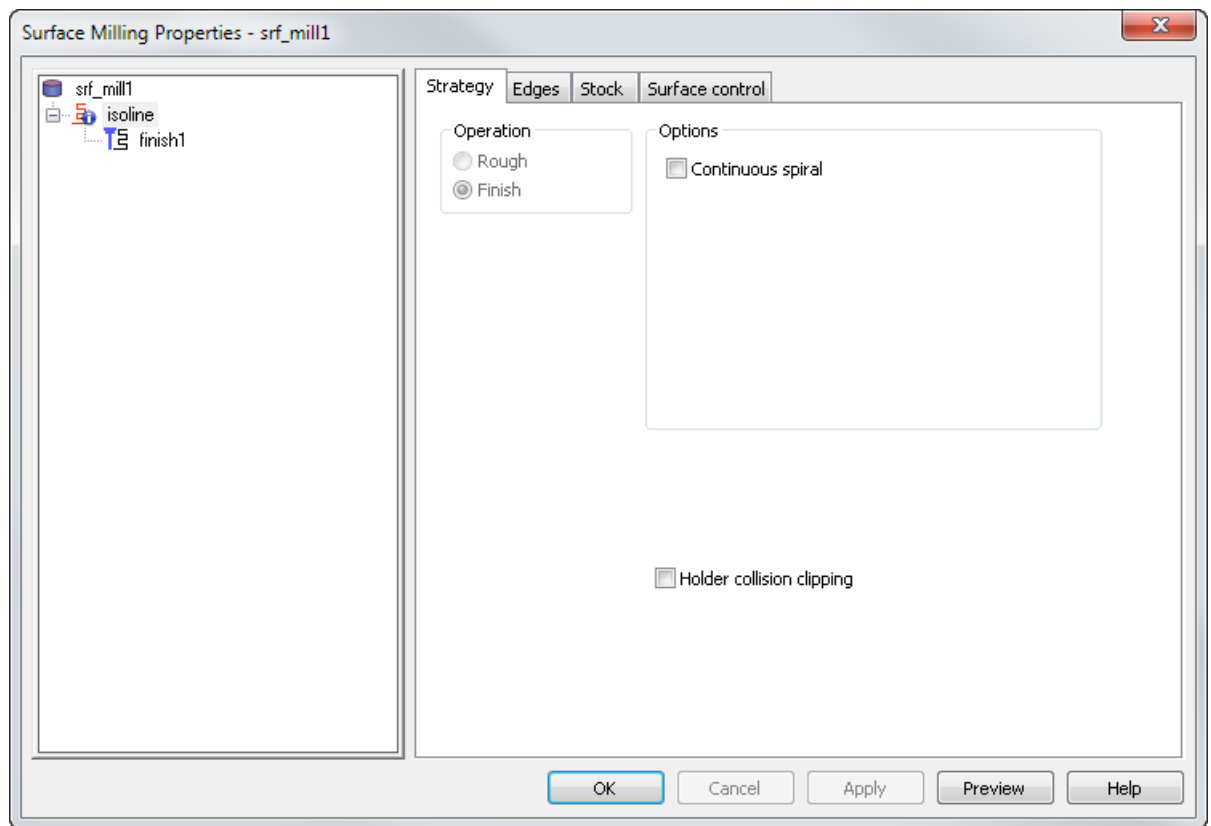 Surface Milling Properties - srf_mill1
srf_mill1
isoline
finish1
Strategy Edges Stock Surface control
Operation
Rough
Finish
Options
Continuous spiral
Holder collision clipping
OK Cancel Apply Preview Help